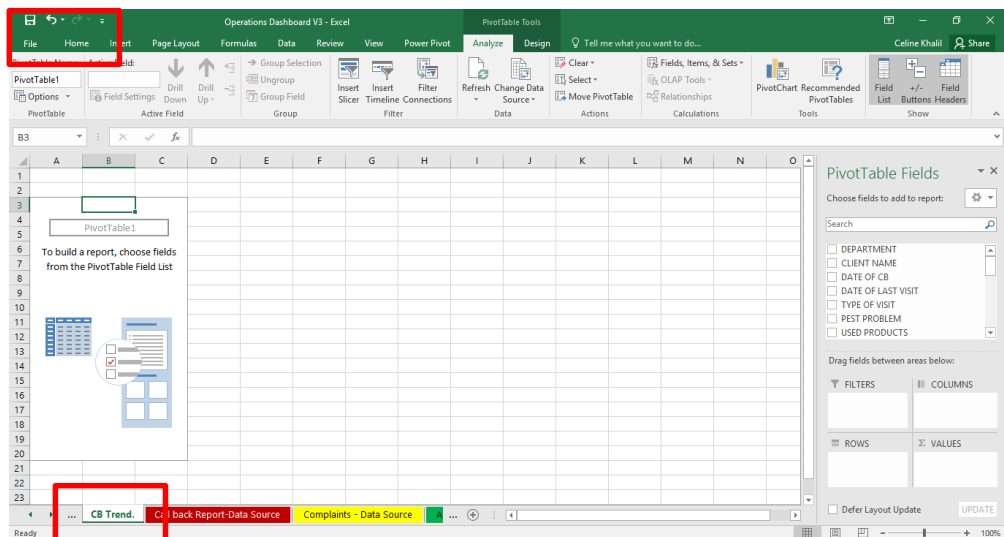 Operations Dashboard V3 - Excel PivotTable Tools
File Home Insert Page Layout Formulas Data Review View Power Pivot Analyze Design Tell me what you want to do... Celine Khalil Share
PivotTable Name: Active Field:
PivotTable1
Options Field Settings
Drill Down Drill Up
Group Selection
Ungroup
Group Field
Insert Slicer Insert Timeline Filter Connections
Refresh Change Data Source
Clear
Select
Move PivotTable
Fields, Items, & Sets
OLAP Tools
Relationships
PivotChart Recommended PivotTables
Field List +/- Buttons Field Headers
PivotTable Active Field Group Filter Data Actions Calculations Tools Show
B3 fx
A B C D E F G H I J K L M N O
1
2
3
4
5
6
7
8
9
10
11
12
13
14
15
16
17
18
19
20
21
22
23
PivotTable1
To build a report, choose fields
from the PivotTable Field List
PivotTable Fields
Choose fields to add to report:
Search
DEPARTMENT
CLIENT NAME
DATE OF CB
DATE OF LAST VISIT
TYPE OF VISIT
PEST PROBLEM
USED PRODUCTS
Drag fields between areas below:
FILTERS COLUMNS
ROWS Σ VALUES
Defer Layout Update UPDATE
... CB Trend. Call back Report-Data Source Complaints - Data Source A ...
Ready 100%